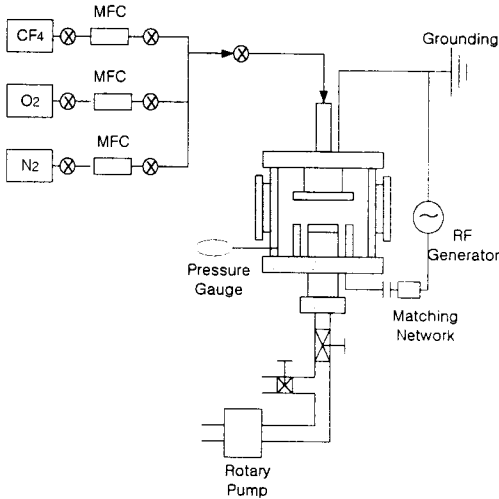 MFC
CF4
MFC
O2
MFC
N2
Grounding
RF
Generator
Pressure
Gauge
Matching
Network
Rotary
Pump